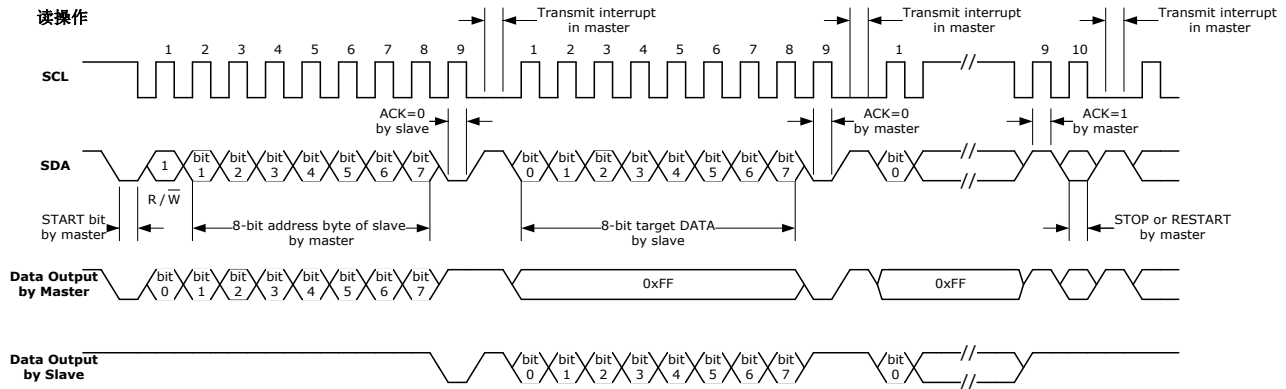 读操作
Transmit interrupt
in master
Transmit interrupt
in master
Transmit interrupt
in master
1 2 3 4 5 6 7 8 9 1 2 3 4 5 6 7 8 9 1 9 10
SCL
//
ACK=0
by slave
ACK=0
by master
ACK=1
by master
SDA
1 bit 1 bit 2 bit 3 bit 4 bit 5 bit 6 bit 7 bit 0 bit 1 bit 2 bit 3 bit 4 bit 5 bit 6 bit 7 bit 0 //
R / W
START bit
by master
8-bit address byte of slave
by master
8-bit target DATA
by slave
STOP or RESTART
by master
Data Output
by Master
bit 0 bit 1 bit 2 bit 3 bit 4 bit 5 bit 6 bit 7 0xFF 0xFF
Data Output
by Slave
bit 0 bit 1 bit 2 bit 3 bit 4 bit 5 bit 6 bit 7 bit 0 //